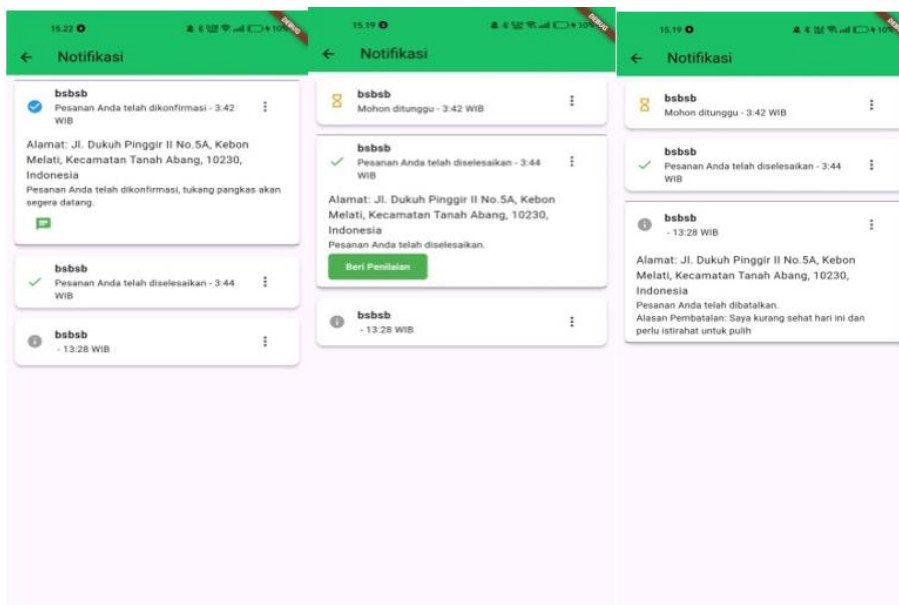 15.22
DEBUG
Notifikasi
bsbsb
Pesanan Anda telah dikonfirmasi - 3:42
WIB
Alamat: Jl. Dukuh Pinggir II No.5A, Kebon
Melati, Kecamatan Tanah Abang, 10230,
Indonesia
Pesanan Anda telah dikonfirmasi, tukang pangkas akan
segera datang.
bsbsb
Pesanan Anda telah diselesaikan - 3:44
WIB
bsbsb
- 13:28 WIB
15.19
DEBUG
Notifikasi
bsbsb
Mohon ditunggu - 3:42 WIB
bsbsb
Pesanan Anda telah diselesaikan - 3:44
WIB
Alamat: Jl. Dukuh Pinggir II No.5A, Kebon
Melati, Kecamatan Tanah Abang, 10230,
Indonesia
Pesanan Anda telah diselesaikan.
Beri Penilaian
bsbsb
- 13:28 WIB
15.19
DEBUG
Notifikasi
bsbsb
Mohon ditunggu - 3:42 WIB
bsbsb
Pesanan Anda telah diselesaikan - 3:44
WIB
bsbsb
- 13:28 WIB
Alamat: Jl. Dukuh Pinggir II No.5A, Kebon
Melati, Kecamatan Tanah Abang, 10230,
Indonesia
Pesanan Anda telah dibatalkan.
Alasan Pembatalan: Saya kurang sehat hari ini dan
perlu istirahat untuk pulih